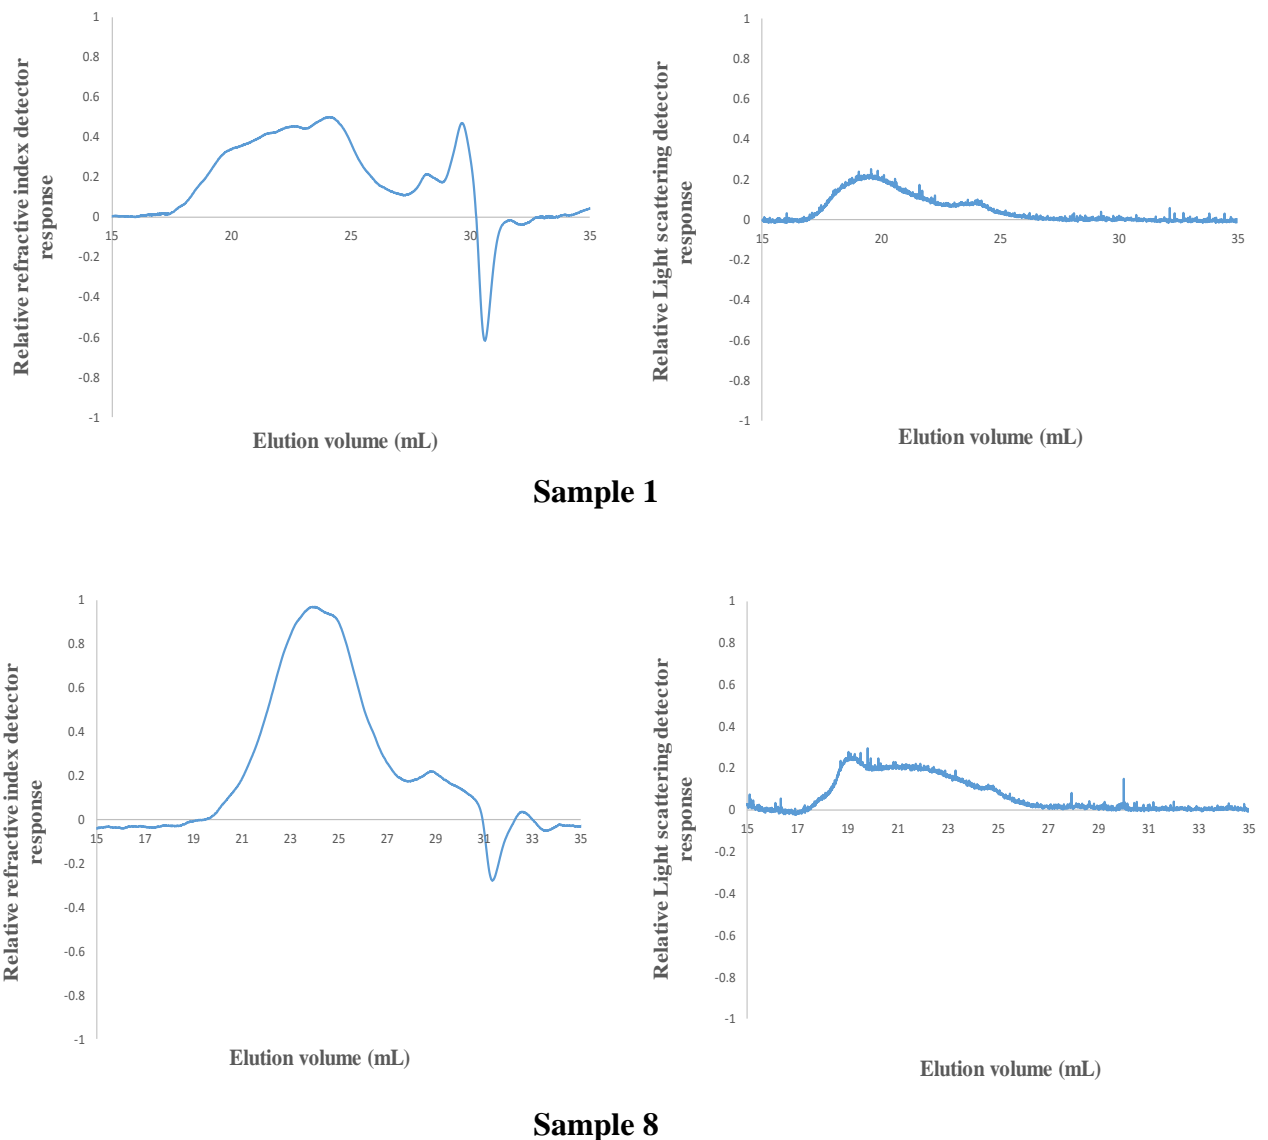 Relative refractive index detector
response
1
0.8
0.6
0.4
0.2
0
-0.2
-0.4
-0.6
-0.8
-1
15 20 25 30 35
Elution volume (mL)
Relative Light scattering detector
response
1
0.8
0.6
0.4
0.2
0
-0.2
-0.4
-0.6
-0.8
-1
15 20 25 30 35
Elution volume (mL)
Sample 1
Relative refractive index detector
response
1
0.8
0.6
0.4
0.2
0
-0.2
-0.4
-0.6
-0.8
-1
15 17 19 21 23 25 27 29 31 33 35
Elution volume (mL)
Relative Light scattering detector
response
1
0.8
0.6
0.4
0.2
0
-0.2
-0.4
-0.6
-0.8
-1
15 17 19 21 23 25 27 29 31 33 35
Elution volume (mL)
Sample 8